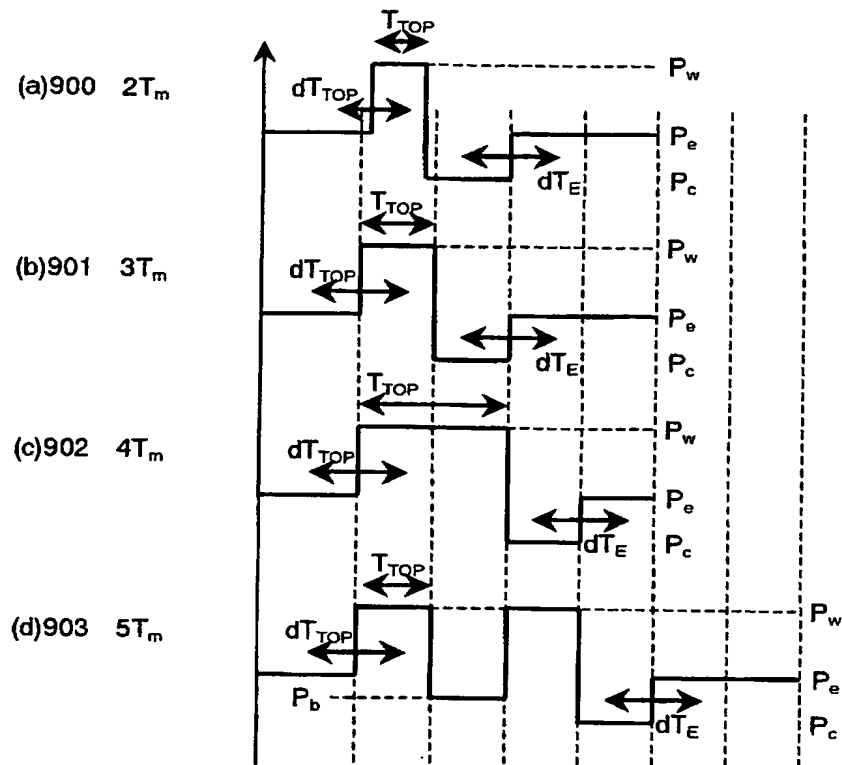 T_TOP
(a)900 2T_m
dT_TOP
P_w
P_e
dT_E
P_c
T_TOP
(b)901 3T_m
dT_TOP
P_w
P_e
dT_E
P_c
T_TOP
(c)902 4T_m
dT_TOP
P_w
P_e
dT_E
P_c
T_TOP
(d)903 5T_m
dT_TOP
P_w
P_b
P_e
dT_E
P_c